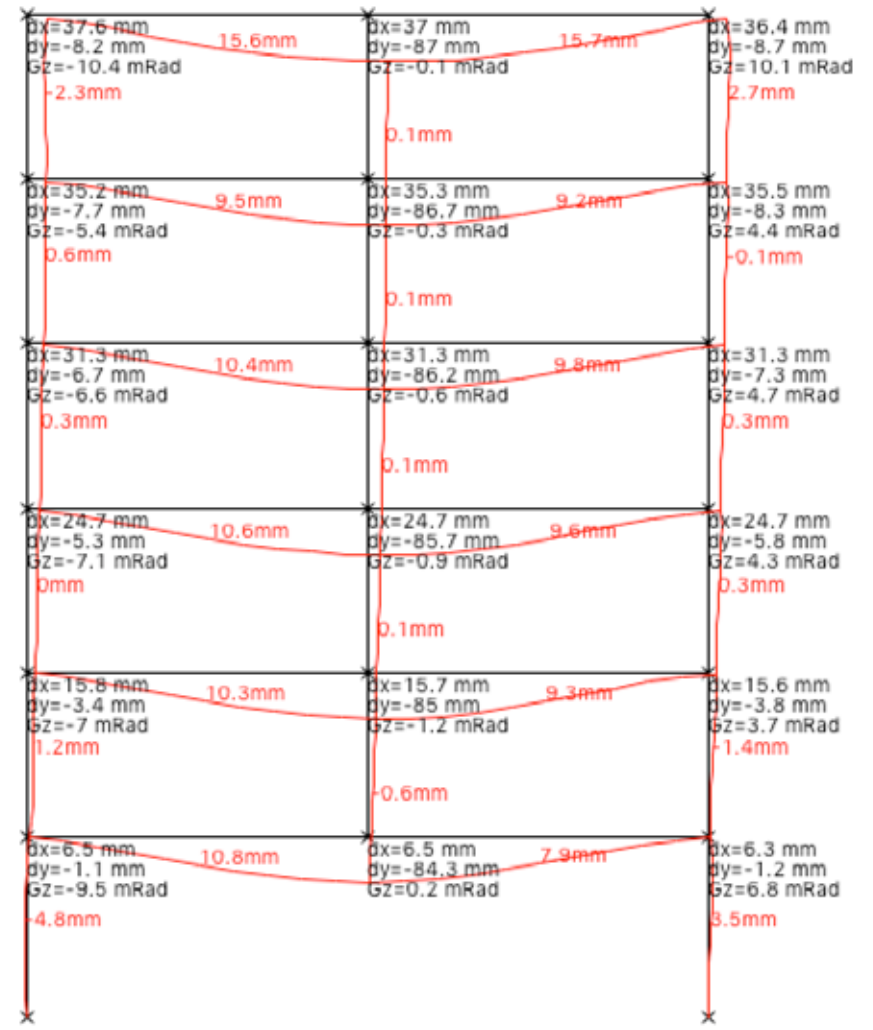 dx=37.6 mm
dy=-8.2 mm
Gz=-10.4 mRad
15.6mm
dx=37 mm
dy=-87 mm
Gz=-0.1 mRad
15.7mm
dx=36.4 mm
dy=-8.7 mm
Gz=10.1 mRad
-2.3mm
0.1mm
2.7mm
dx=35.2 mm
dy=-7.7 mm
Gz=-5.4 mRad
9.5mm
dx=35.3 mm
dy=-86.7 mm
Gz=-0.3 mRad
9.2mm
dx=35.5 mm
dy=-8.3 mm
Gz=4.4 mRad
0.6mm
0.1mm
-0.1mm
dx=31.3 mm
dy=-6.7 mm
Gz=-6.6 mRad
10.4mm
dx=31.3 mm
dy=-86.2 mm
Gz=-0.6 mRad
9.8mm
dx=31.3 mm
dy=-7.3 mm
Gz=4.7 mRad
0.3mm
0.1mm
0.3mm
dx=24.7 mm
dy=-5.3 mm
Gz=-7.1 mRad
10.6mm
dx=24.7 mm
dy=-85.7 mm
Gz=-0.9 mRad
9.6mm
dx=24.7 mm
dy=-5.8 mm
Gz=4.3 mRad
0mm
0.1mm
0.3mm
dx=15.8 mm
dy=-3.4 mm
Gz=-7 mRad
10.3mm
dx=15.7 mm
dy=-85 mm
Gz=-1.2 mRad
9.3mm
dx=15.6 mm
dy=-3.8 mm
Gz=3.7 mRad
1.2mm
-0.6mm
-1.4mm
dx=6.5 mm
dy=-1.1 mm
Gz=-9.5 mRad
10.8mm
dx=6.5 mm
dy=-84.3 mm
Gz=0.2 mRad
7.9mm
dx=6.3 mm
dy=-1.2 mm
Gz=6.8 mRad
-4.8mm
3.5mm